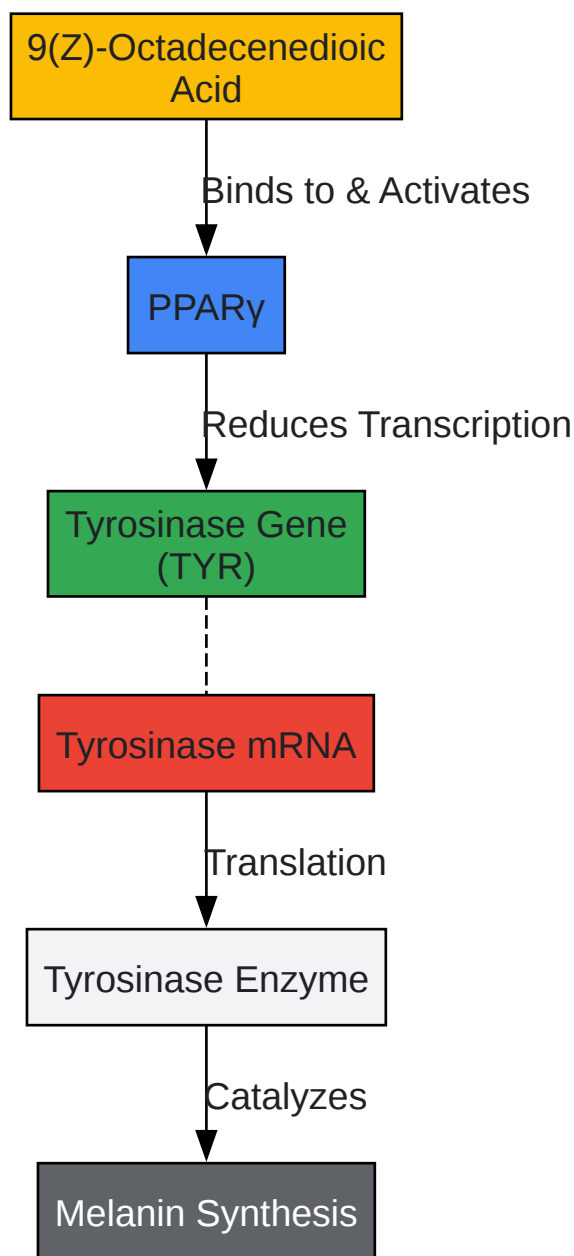 9(Z)-Octadecenedioic
Acid
Binds to & Activates
PPARγ
Reduces Transcription
Tyrosinase Gene
(TYR)
Tyrosinase mRNA
Translation
Tyrosinase Enzyme
Catalyzes
Melanin Synthesis